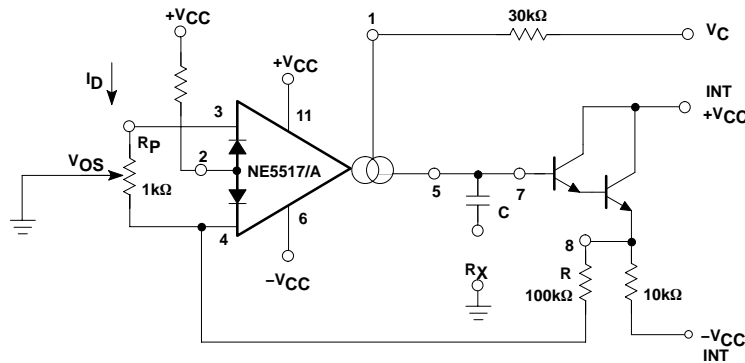 +VCC
1
30kΩ
VC
ID
+VCC
INT
+VCC
3
11
RP
VOS
2
NE5517/A
1kΩ
5
7
C
4
6
8
−VCC
RX
R
100kΩ
10kΩ
−VCC
INT